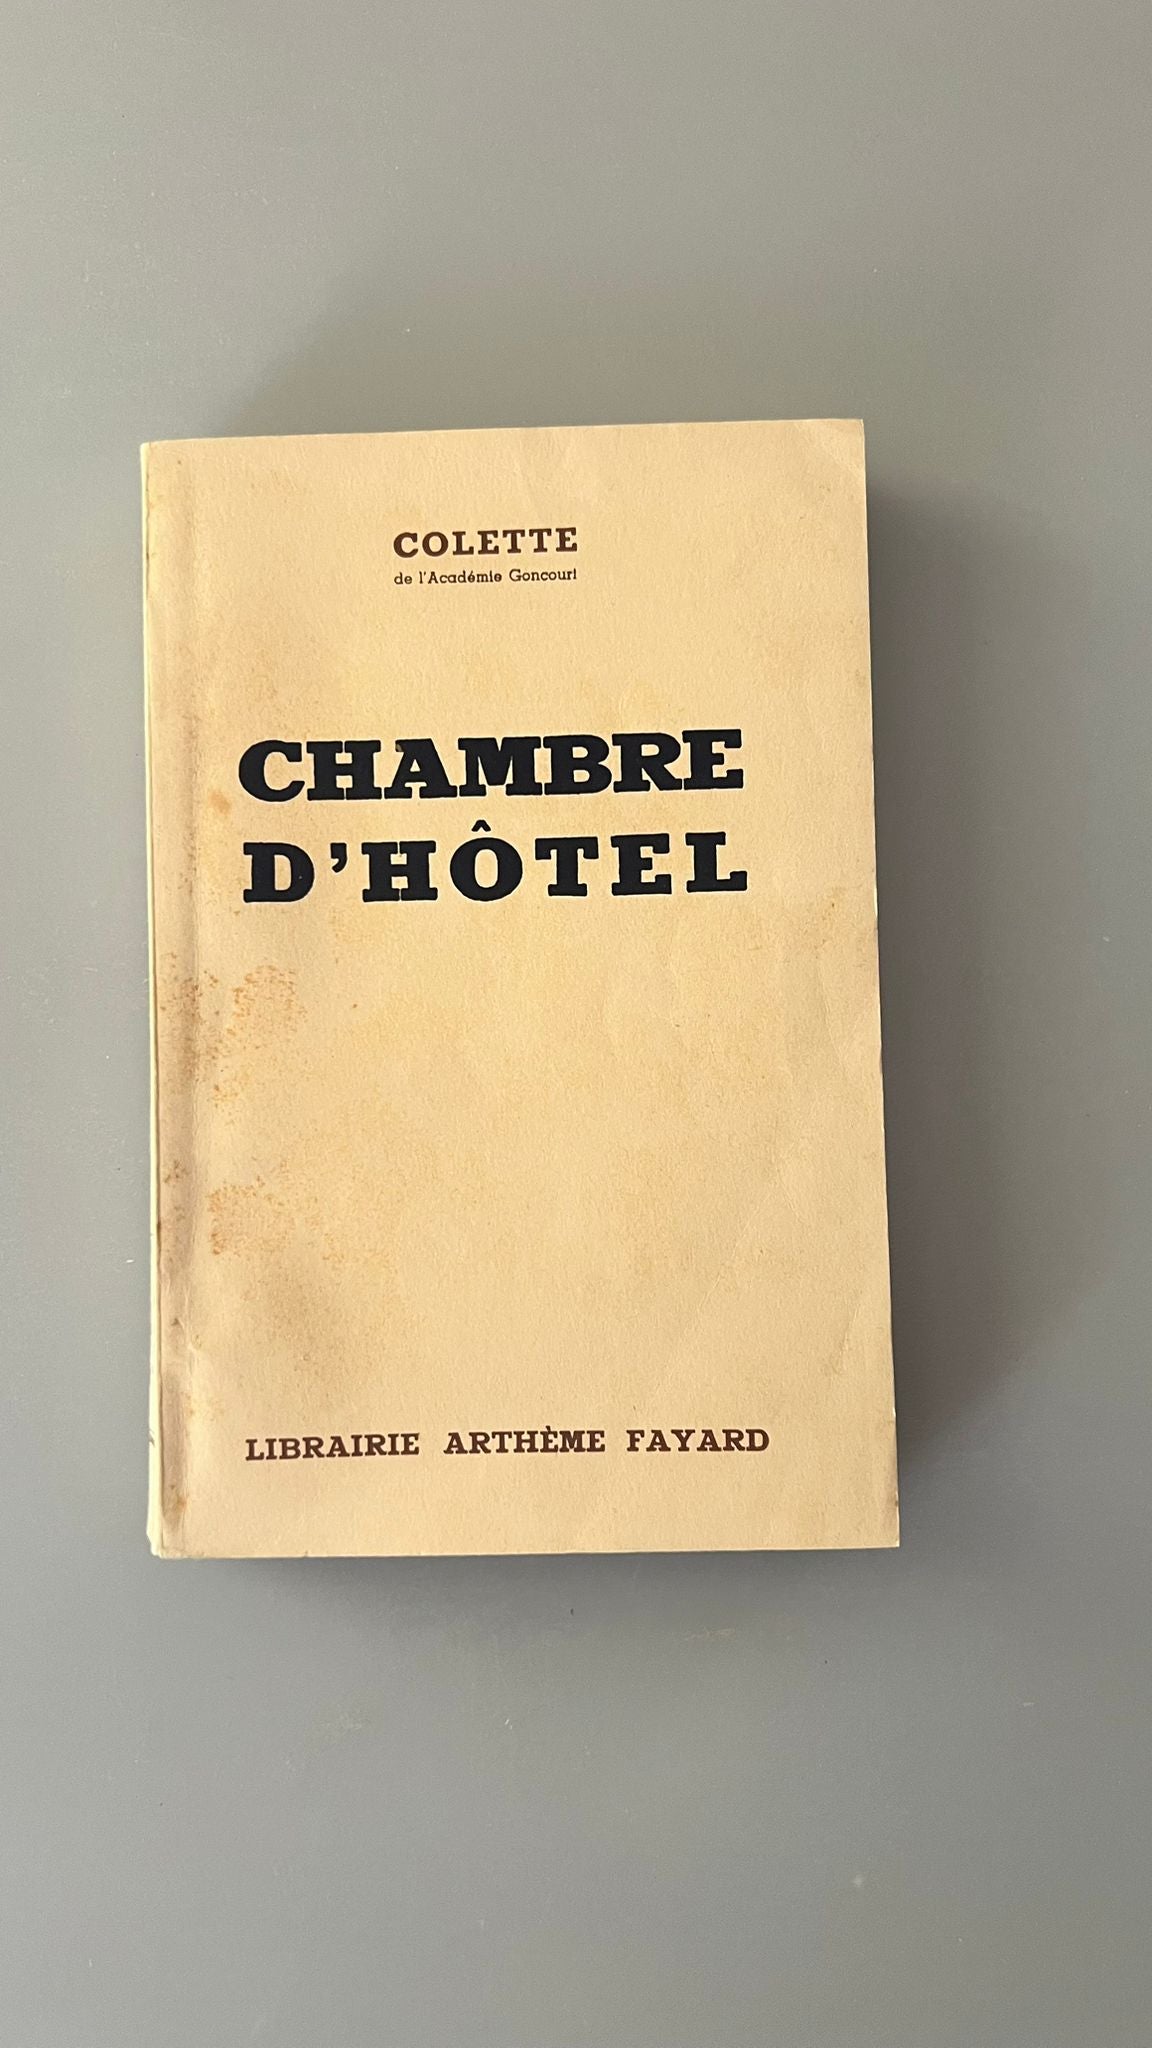 COLETTE
de l'Académie Goncourt
CHAMBRE
D'HÔTEL
LIBRAIRIE ARTHÈME FAYARD